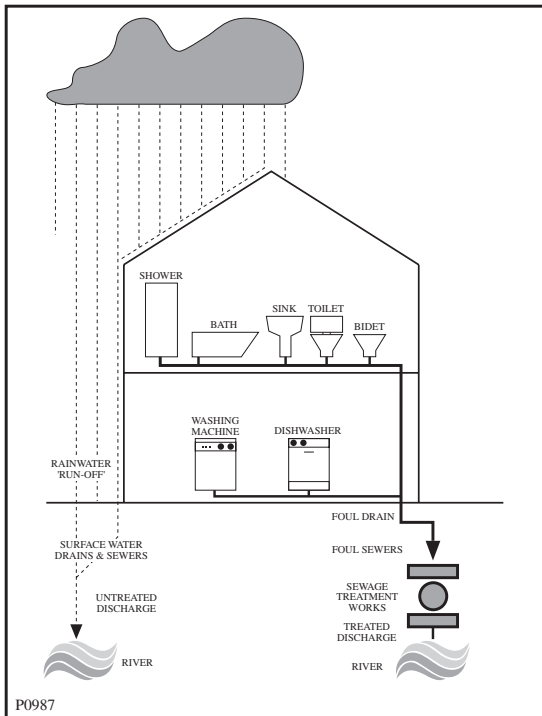 SHOWER
BATH
SINK
TOILET
BIDET
WASHING
MACHINE
DISHWASHER
RAINWATER
'RUN-OFF'
FOUL DRAIN
SURFACE WATER
DRAINS & SEWERS
FOUL SEWERS
UNTREATED
DISCHARGE
SEWAGE
TREATMENT
WORKS
TREATED
DISCHARGE
RIVER
RIVER
P0987